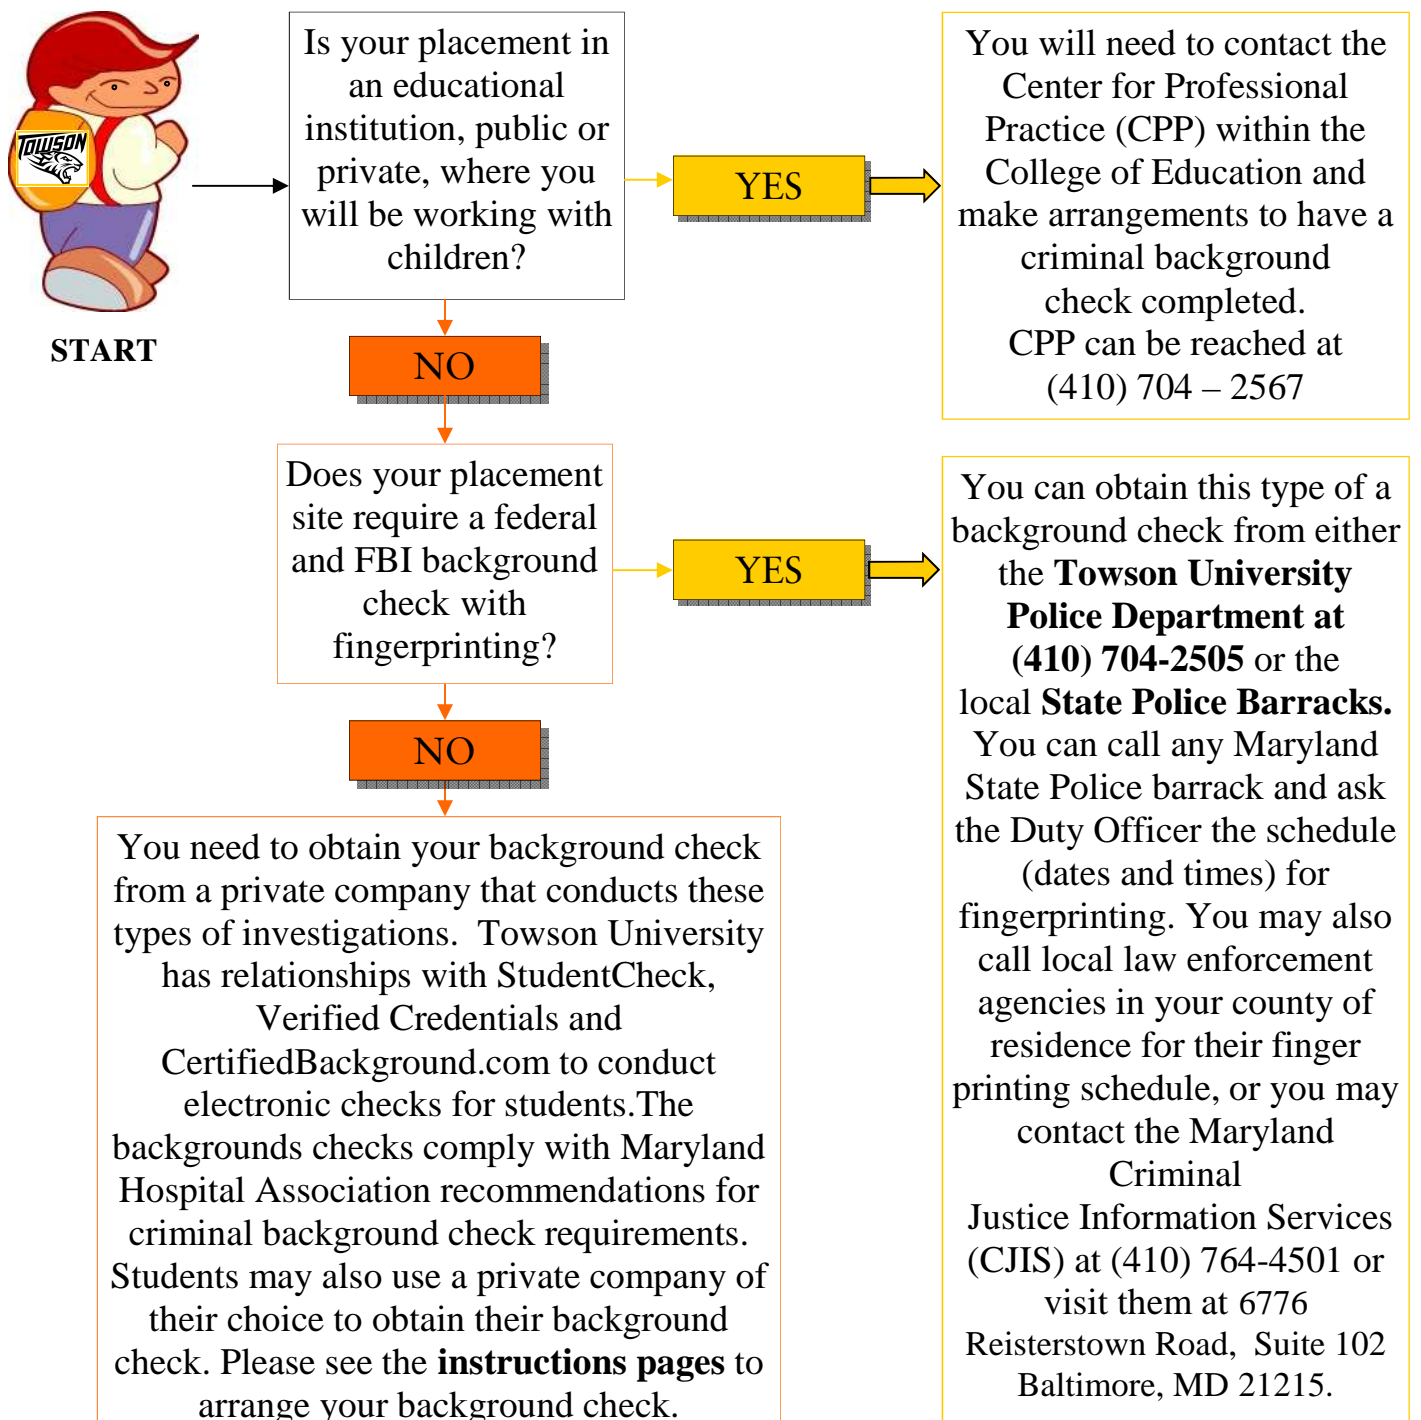 TOWSON
START
Is your placement in
an educational
institution, public or
private, where you
will be working with
children?
YES
You will need to contact the
Center for Professional
Practice (CPP) within the
College of Education and
make arrangements to have a
criminal background
check completed.
CPP can be reached at
(410) 704 – 2567
NO
Does your placement
site require a federal
and FBI background
check with
fingerprinting?
YES
You can obtain this type of a
background check from either
the Towson University
Police Department at
(410) 704-2505 or the
local State Police Barracks.
You can call any Maryland
State Police barrack and ask
the Duty Officer the schedule
(dates and times) for
fingerprinting. You may also
call local law enforcement
agencies in your county of
residence for their finger
printing schedule, or you may
contact the Maryland
Criminal
Justice Information Services
(CJIS) at (410) 764-4501 or
visit them at 6776
Reisterstown Road,  Suite 102
Baltimore, MD 21215.
NO
You need to obtain your background check
from a private company that conducts these
types of investigations.  Towson University
has relationships with StudentCheck,
Verified Credentials and
CertifiedBackground.com to conduct
electronic checks for students.The
backgrounds checks comply with Maryland
Hospital Association recommendations for
criminal background check requirements.
Students may also use a private company of
their choice to obtain their background
check. Please see the instructions pages to
arrange your background check.